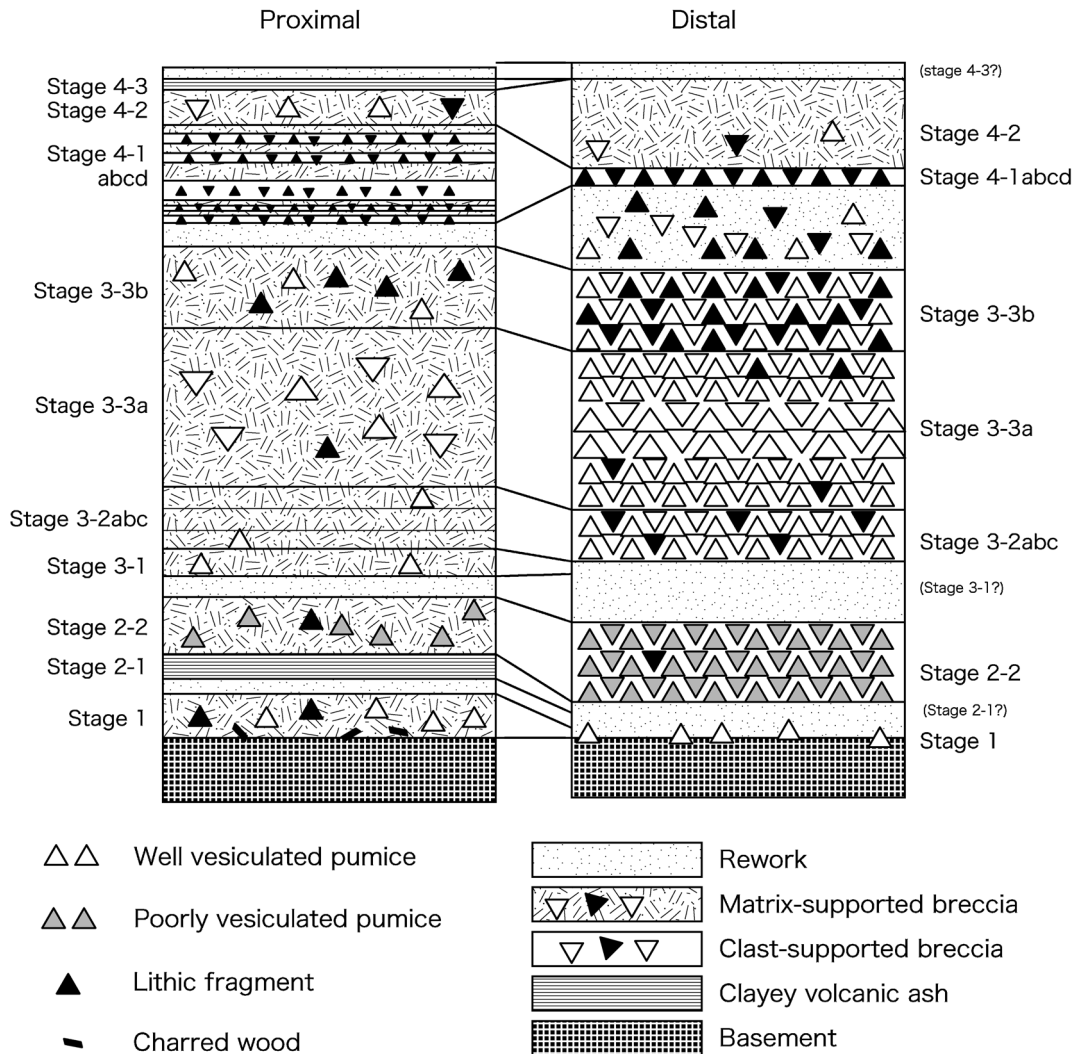 Proximal
Distal
Stage 4-3
Stage 4-2
Stage 4-1
abcd
Stage 3-3b
Stage 3-3a
Stage 3-2abc
Stage 3-1
Stage 2-2
Stage 2-1
Stage 1
(stage 4-3?)
Stage 4-2
Stage 4-1abcd
Stage 3-3b
Stage 3-3a
Stage 3-2abc
(Stage 3-1?)
Stage 2-2
(Stage 2-1?)
Stage 1
Well vesiculated pumice
Poorly vesiculated pumice
Lithic fragment
Charred wood
Rework
Matrix-supported breccia
Clast-supported breccia
Clayey volcanic ash
Basement